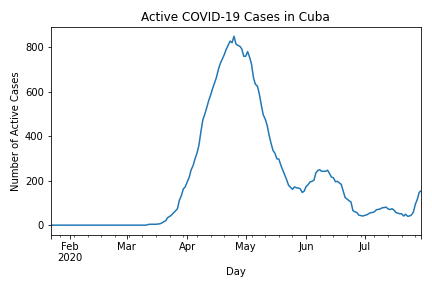 Active COVID-19 Cases in Cuba
Number of Active Cases
800
600
400
200
0
Feb Mar Apr May Jun Jul
2020
Day